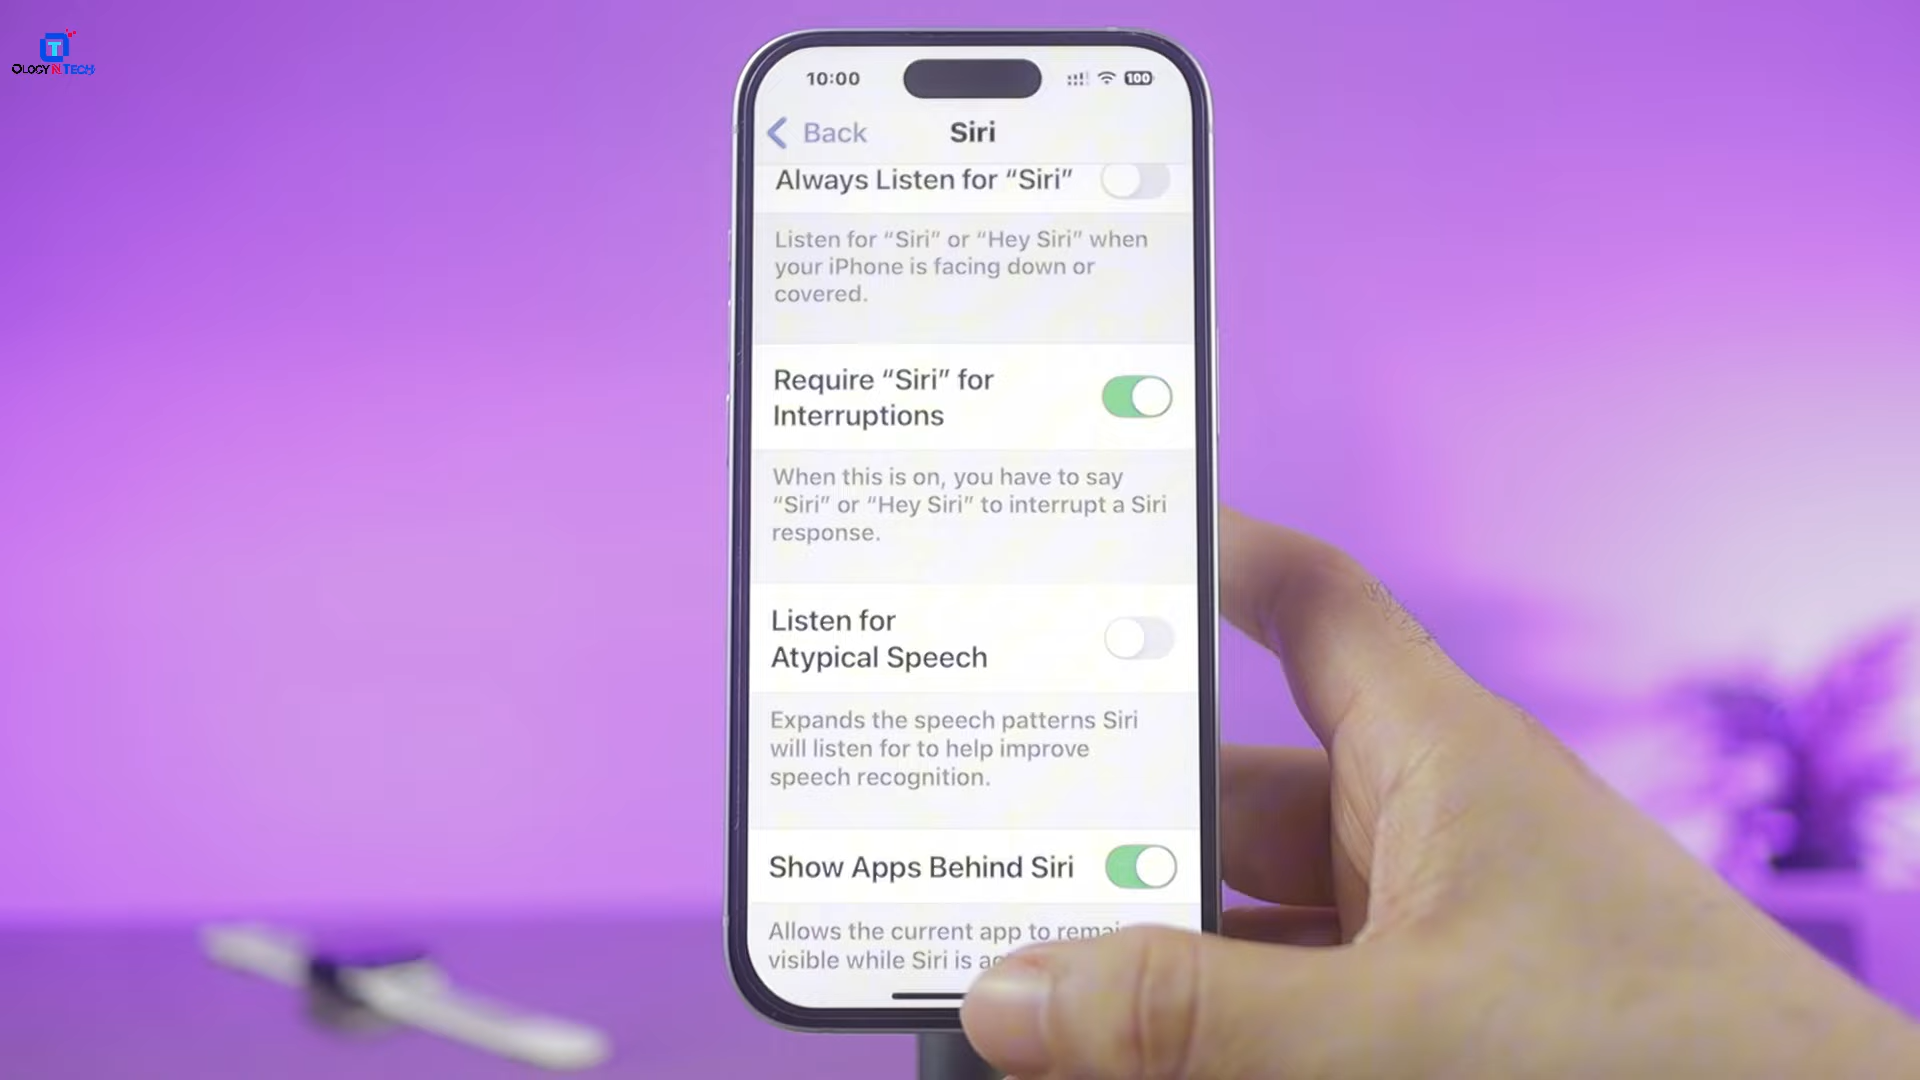 T
OLOGY N TECH
10:00
100
Back
Siri
Always Listen for “Siri”
Listen for “Siri” or “Hey Siri” when
your iPhone is facing down or
covered.
Require “Siri” for
Interruptions
When this is on, you have to say
“Siri” or “Hey Siri” to interrupt a Siri
response.
Listen for
Atypical Speech
Expands the speech patterns Siri
will listen for to help improve
speech recognition.
Show Apps Behind Siri
Allows the current app to
visible while Siri is